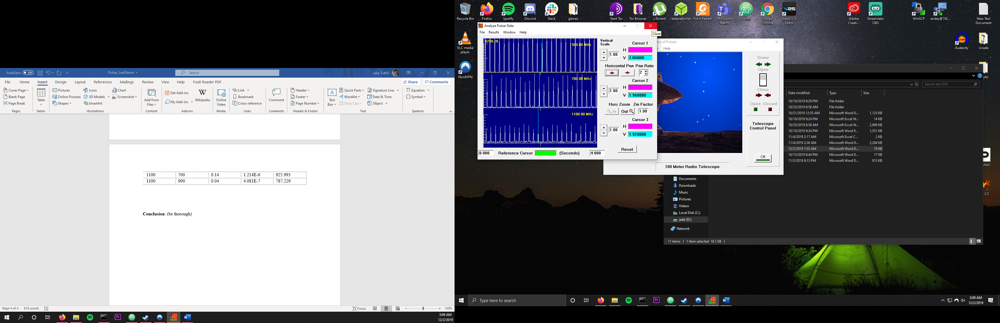 AutoSave Off
Pulsar_LastName
Search
Jake Tuttle
File Home Insert Design Layout References Mailings Review View Help Foxit Reader PDF
Share Comments
Cover Page
Blank Page
Page Break
Pages
Table
Tables
Pictures
Online Pictures
Shapes
Icons
3D Models
SmartArt
Chart
Screenshot
Illustrations
Add from Files
Content
Get Add-ins
My Add-ins
Wikipedia
Add-ins
Online Video
Media
Link
Bookmark
Cross-reference
Links
Comment
Comments
Header
Footer
Page Number
Header & Footer
Text Box
Quick Parts
WordArt
Drop Cap
Signature Line
Date & Time
Object
Text
Equation
Symbol
Symbols
1100 700 0.14 1.214E-6 925.993
1100 900 0.04 4.081E-7 787.229
Conclusion: (be thorough)
Page 4 of 4 616 words
Focus
100%
3:09 AM
12/2/2019
Recycle Bin
Firefox
Spotify
Discord
Slack
games
Start Tor
Tor Browser
µTorrent
balenaEtcher
Foxit Reader
Microsoft Teams
Atom
Google Chrome
Alesis V25 Editor
Adobe Creati...
Streamlabs OBS
WinSCP
andey@192...
New Text Document
VLC media player
NordVPN
Audacity
cicada
Analyze Pulsar Data
Close
File Results Window Help
0740-28
500.00 MHz
700.00 MHz
1100.00 MHz
Vertical Scale
Cursor 1
1.00
H
V 2.060000
Horizontal Pan Pan Rate
2
Cursor 2
1.00
H
V 1.960000
Horz Zoom Zm Factor
In Out 1.00
Cursor 3
1.00
H
V 1.920000
Reset
0.000 Reference Cursor (Seconds) 4.000
my of Pulsars
Help
Dome
Open
Close
Open Closed
Telescope Control Panel
Off
100 Meter Radio Telescope
Search astr1050
Date modified Type Size
10/10/2019 9:29 PM File folder
10/25/2019 8:58 AM File folder
10/21/2019 12:55 AM Microsoft Word D... 1,125 KB
10/10/2019 9:24 PM Microsoft Excel W... 14 KB
10/25/2019 8:58 AM Microsoft Excel W... 2,609 KB
10/10/2019 9:24 PM Microsoft Word 9... 1,551 KB
11/4/2019 2:17 AM Microsoft Excel C... 2 KB
11/4/2019 2:36 AM Microsoft Word D... 2,284 KB
12/2/2019 1:55 AM Microsoft Word D... 19 KB
10/13/2019 8:44 PM Microsoft Word D... 17 KB
11/3/2019 8:13 PM Microsoft Word D... 915 KB
Documents
Downloads
Music
Pictures
Videos
Local Disk (C:)
jade (D:)
Network
11 items 1 item selected 18.1 KB
pto
ulus
2.3
Type here to search
3:09 AM
12/2/2019